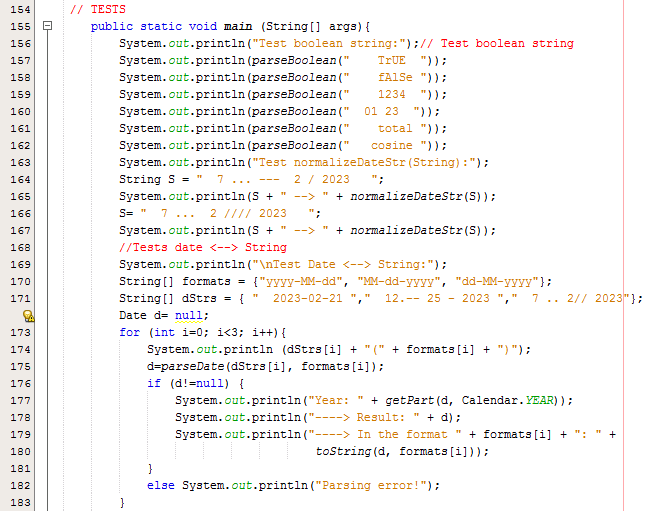 154 // TESTS
155 public static void main (String[] args){
156 System.out.println("Test boolean string:");// Test boolean string
157 System.out.println(parseBoolean("    TrUE  "));
158 System.out.println(parseBoolean("    fAlSe "));
159 System.out.println(parseBoolean("    1234  "));
160 System.out.println(parseBoolean("  01 23  "));
161 System.out.println(parseBoolean("    total "));
162 System.out.println(parseBoolean("   cosine "));
163 System.out.println("Test normalizeDateStr(String):");
164 String S = "  7 ... ---  2 / 2023   ";
165 System.out.println(S + " --> " + normalizeDateStr(S));
166 S= "  7 ...  2 //// 2023   ";
167 System.out.println(S + " --> " + normalizeDateStr(S));
168 //Tests date <--> String
169 System.out.println("\nTest Date <--> String:");
170 String[] formats = {"yyyy-MM-dd", "MM-dd-yyyy", "dd-MM-yyyy"};
171 String[] dStrs = { "  2023-02-21 ","  12.-- 25 - 2023 ","  7 .. 2// 2023"};
Date d= null;
173 for (int i=0; i<3; i++){
174 System.out.println (dStrs[i] + "(" + formats[i] + ")");
175 d=parseDate(dStrs[i], formats[i]);
176 if (d!=null) {
177 System.out.println("Year: " + getPart(d, Calendar.YEAR));
178 System.out.println("----> Result: " + d);
179 System.out.println("----> In the format " + formats[i] + ": " +
180 toString(d, formats[i]));
181 }
182 else System.out.println("Parsing error!");
183 }